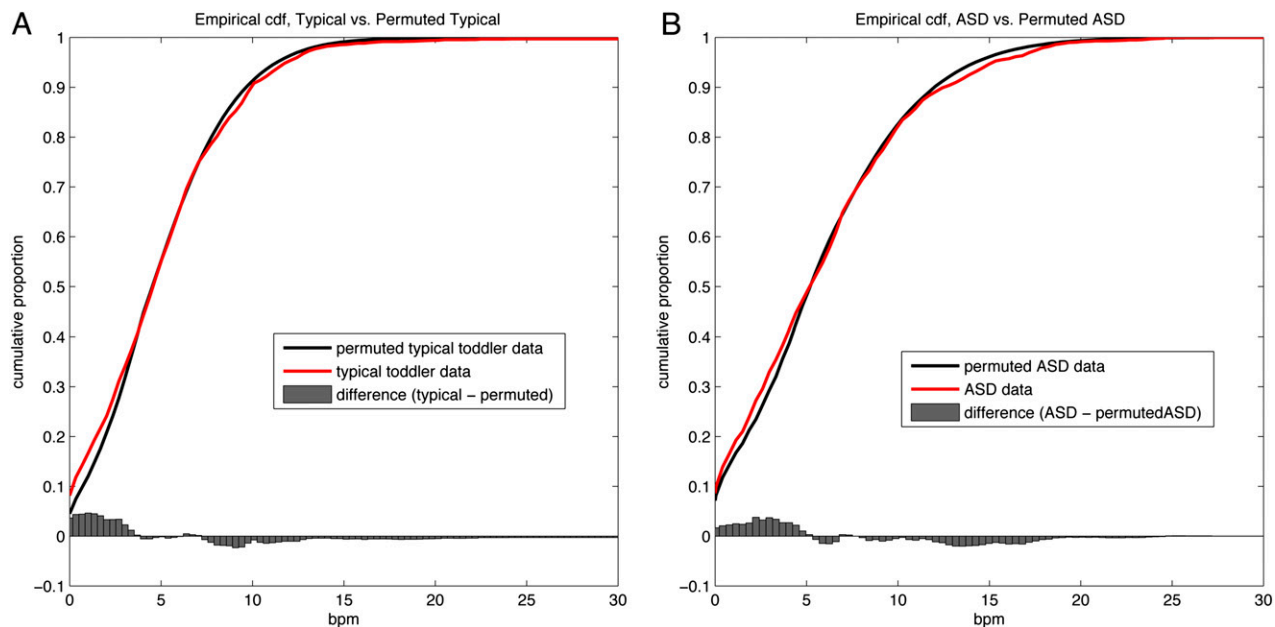 A
Empirical cdf, Typical vs. Permuted Typical
1
0.9
0.8
0.7
0.6
0.5
0.4
0.3
0.2
0.1
0
−0.1
cumulative proportion
permuted typical toddler data
typical toddler data
difference (typical − permuted)
0 5 10 15 20 25 30
bpm
B
Empirical cdf, ASD vs. Permuted ASD
1
0.9
0.8
0.7
0.6
0.5
0.4
0.3
0.2
0.1
0
−0.1
cumulative proportion
permuted ASD data
ASD data
difference (ASD − permutedASD)
0 5 10 15 20 25 30
bpm